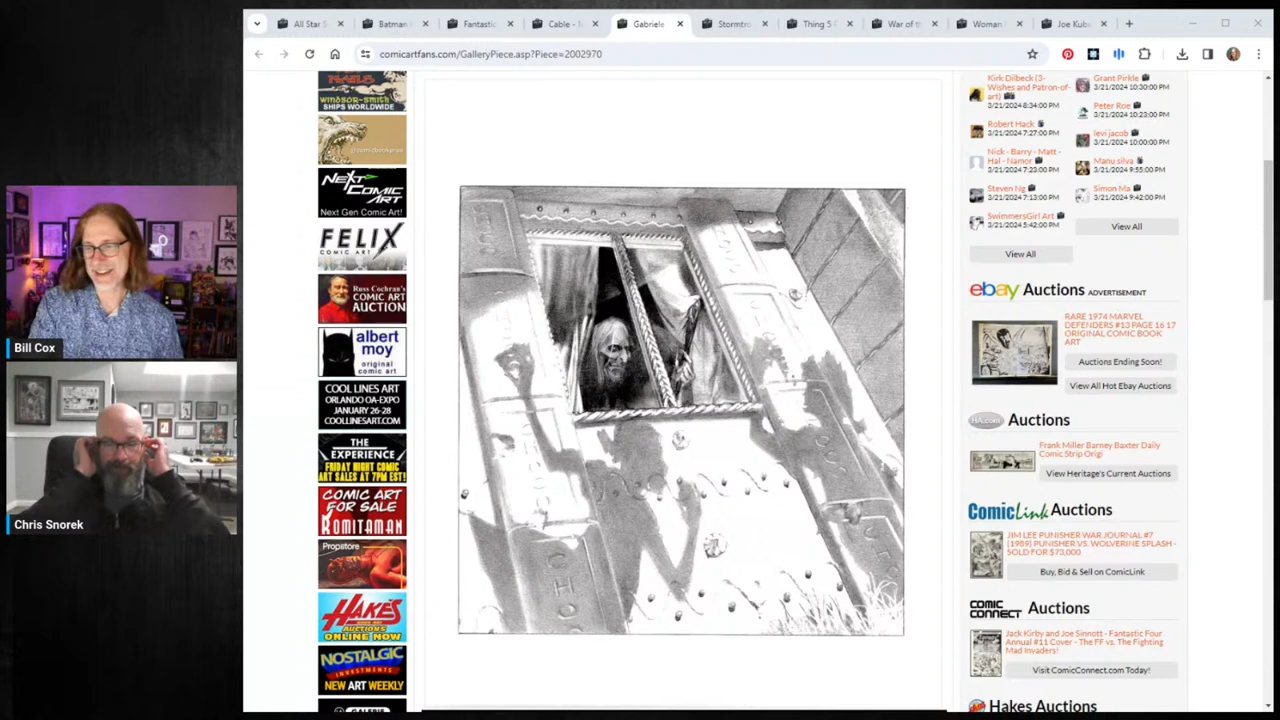 All Star S
Batman
Fantastic
Cable -
Gabriele
Stormtro
Thing 5
War of th
Woman
Joe Kube
comicartfans.com/GalleryPiece.asp?Piece=2002970
WINDSOR-SMITH
SHIPS WORLDWIDE
NEXT
COMIC
ART
Next Gen Comic Art!
FELIX
COMIC ART
RUSS COCHRAN'S
COMIC ART
AUCTION
albert
moy
original
comic art
COOL LINES ART
ORLANDO OA-EXPO
JANUARY 26-28
COOLLINESART.COM
THE
EXPERIENCE
FRIDAY NIGHT COMIC
ART SALES AT 7PM EST!
COMIC ART
FOR SALE
ROMITAMAN
Propstore
HAKE'S
AUCTIONS
ONLINE NOW
NOSTALGIC
INVESTMENTS
NEW ART WEEKLY
Bill Cox
Chris Snorek
Kirk Dilbeck (3-
Wishes and Patron-of-
art)
3/21/2024 8:34:00 PM
Robert Hack
3/21/2024 7:27:00 PM
Nick - Barry - Matt -
Hal - Namor
3/21/2024 7:23:00 PM
Steven Ng
3/21/2024 7:13:00 PM
SwimmersGirl Art
3/21/2024 5:42:00 PM
View All
Grant Pirkle
3/21/2024 10:30:00 PM
Peter Roe
3/21/2024 10:23:00 PM
levi jacob
3/21/2024 10:00:00 PM
Manu silva
3/21/2024 9:55:00 PM
Simon Ma
3/21/2024 9:42:00 PM
View All
ebay Auctions ADVERTISEMENT
RARE 1974 MARVEL
DEFENDERS #13 PAGE 16 17
ORIGINAL COMIC BOOK
ART
Auctions Ending Soon!
View All Hot Ebay Auctions
HA.com Auctions
Frank Miller Barney Baxter Daily
Comic Strip Origi
View Heritage's Current Auctions
ComicLink Auctions
JIM LEE PUNISHER WAR JOURNAL #7
(1989) PUNISHER VS. WOLVERINE SPLASH -
SOLD FOR $73,000
Buy, Bid & Sell on ComicLink
COMIC
CONNECT Auctions
Jack Kirby and Joe Sinnott - Fantastic Four
Annual #11 Cover - The FF vs. The Fighting
Mad Invaders!
Visit ComicConnect.com Today!
Hakes Auctions